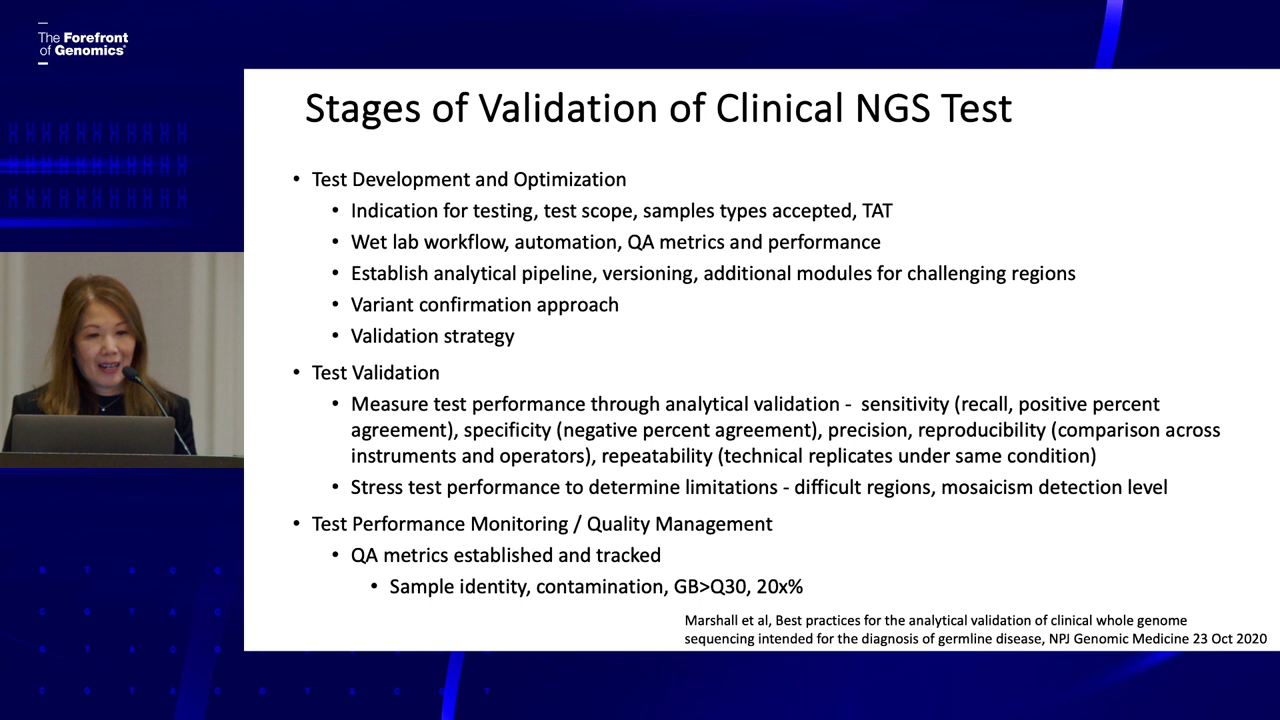 The Forefront
of Genomics®
Stages of Validation of Clinical NGS Test
• Test Development and Optimization
• Indication for testing, test scope, samples types accepted, TAT
• Wet lab workflow, automation, QA metrics and performance
• Establish analytical pipeline, versioning, additional modules for challenging regions
• Variant confirmation approach
• Validation strategy
• Test Validation
• Measure test performance through analytical validation - sensitivity (recall, positive percent
agreement), specificity (negative percent agreement), precision, reproducibility (comparison across
instruments and operators), repeatability (technical replicates under same condition)
• Stress test performance to determine limitations - difficult regions, mosaicism detection level
• Test Performance Monitoring / Quality Management
• QA metrics established and tracked
• Sample identity, contamination, GB>Q30, 20x%
Marshall et al, Best practices for the analytical validation of clinical whole genome
sequencing intended for the diagnosis of germline disease, NPJ Genomic Medicine 23 Oct 2020